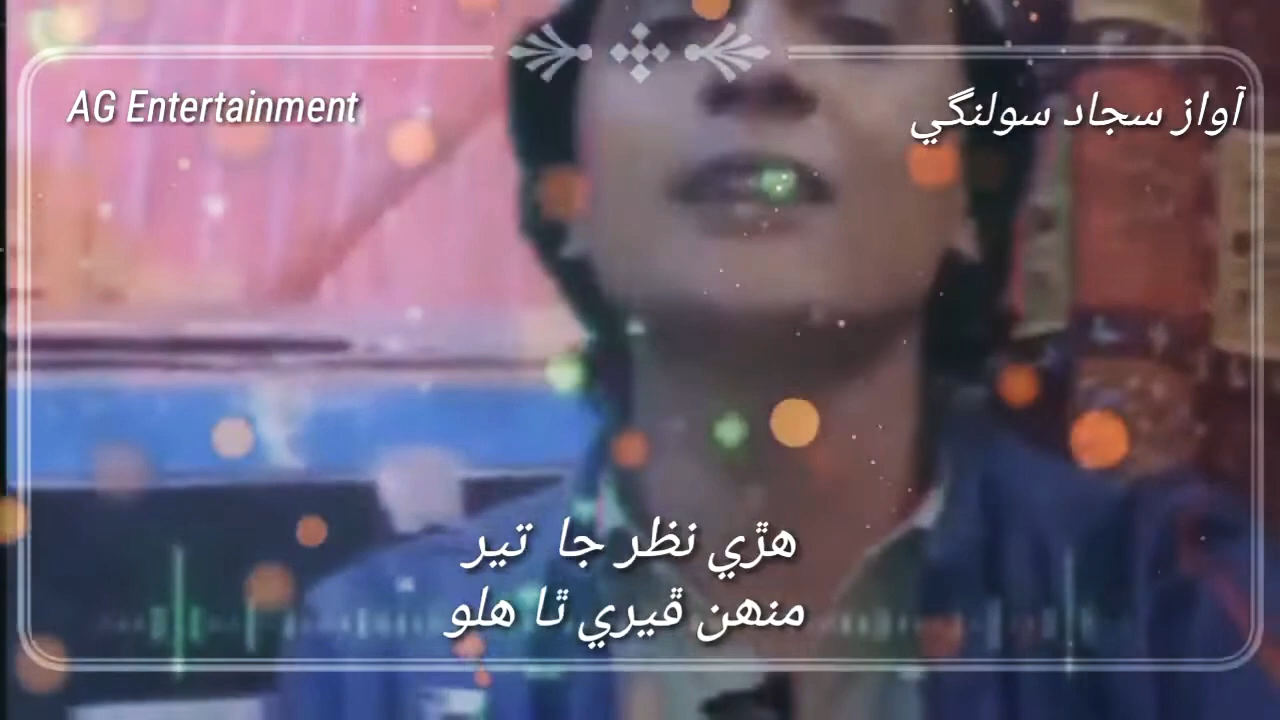 AG Entertainment
آواز سجاد سولنگي
هڙي نظر جا تير
منهن ڦيري ٿا هلو